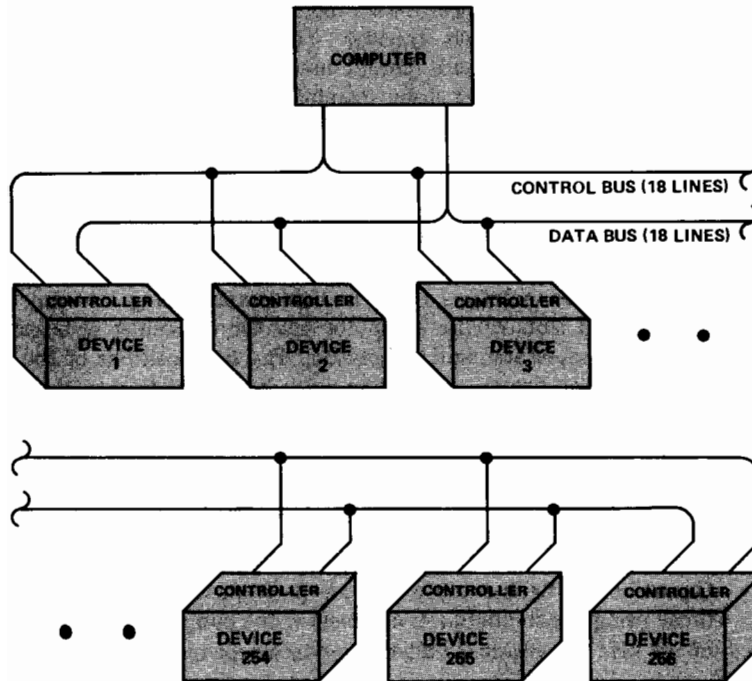 COMPUTER
CONTROL BUS (18 LINES)
DATA BUS (18 LINES)
CONTROLLER
DEVICE
1
CONTROLLER
DEVICE
2
CONTROLLER
DEVICE
3
CONTROLLER
DEVICE
254
CONTROLLER
DEVICE
255
CONTROLLER
DEVICE
256